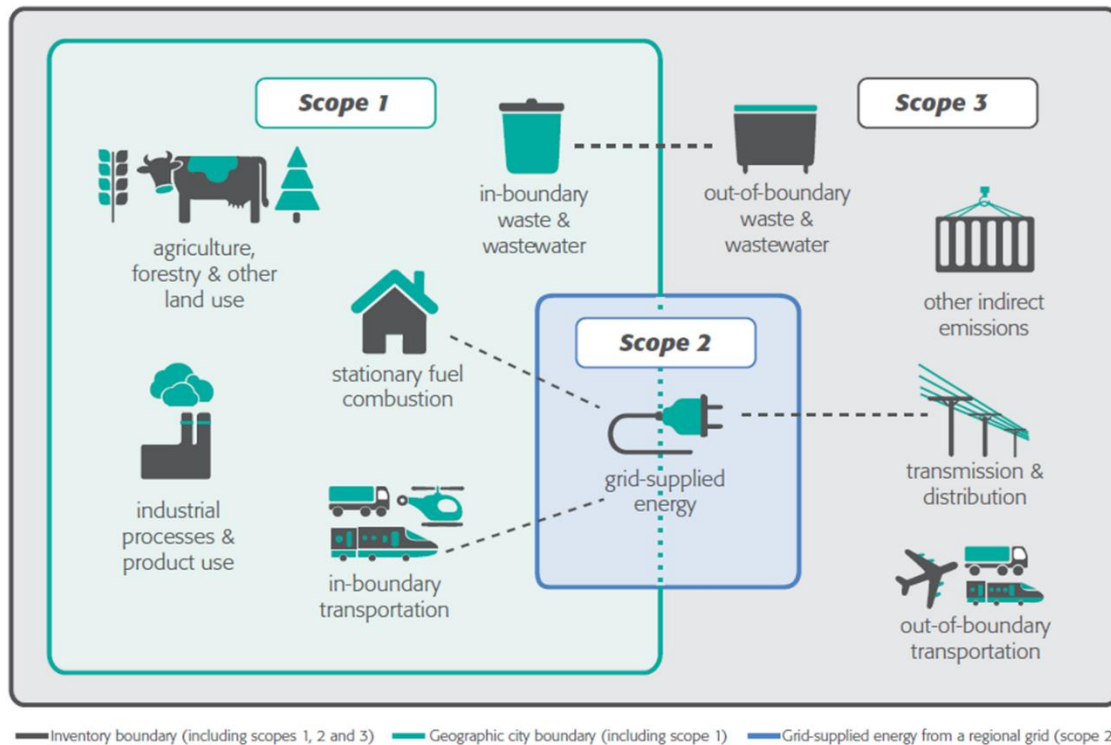 Scope 1
Scope 3
in-boundary
waste &
wastewater
out-of-boundary
waste &
wastewater
agriculture,
forestry & other
land use
other indirect
emissions
Scope 2
stationary fuel
combustion
grid-supplied
energy
transmission &
distribution
industrial
processes &
product use
in-boundary
transportation
out-of-boundary
transportation
Inventory boundary (including scopes 1, 2 and 3)
Geographic city boundary (including scope 1)
Grid-supplied energy from a regional grid (scope 2